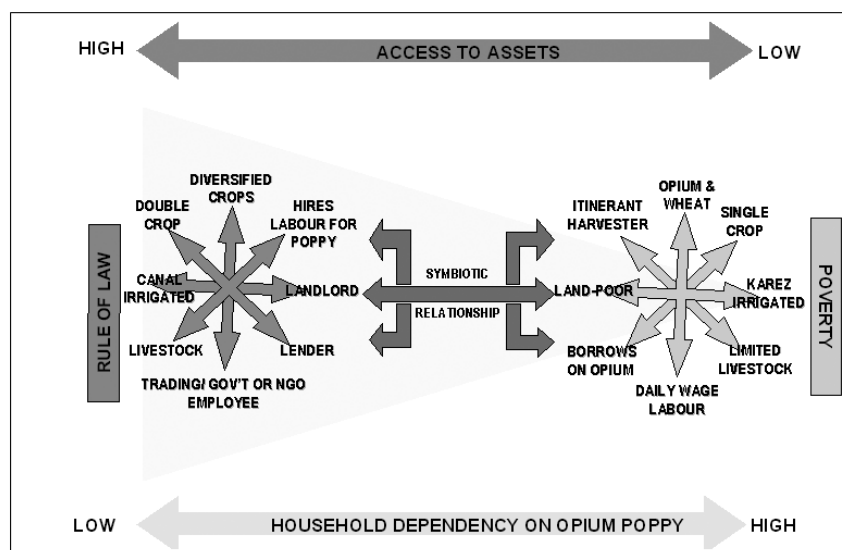 HIGH
ACCESS TO ASSETS
LOW
RULE OF LAW
DIVERSIFIED
CROPS
DOUBLE
CROP
HIRES
LABOUR FOR
POPPY
CANAL
IRRIGATED
LANDLORD
LIVESTOCK
LENDER
TRADING/ GOV'T OR NGO
EMPLOYEE
SYMBIOTIC
RELATIONSHIP
ITINERANT
HARVESTER
OPIUM &
WHEAT
SINGLE
CROP
LAND-POOR
KAREZ
IRRIGATED
BORROWS
ON OPIUM
LIMITED
LIVESTOCK
DAILY WAGE
LABOUR
POVERTY
LOW
HOUSEHOLD DEPENDENCY ON OPIUM POPPY
HIGH